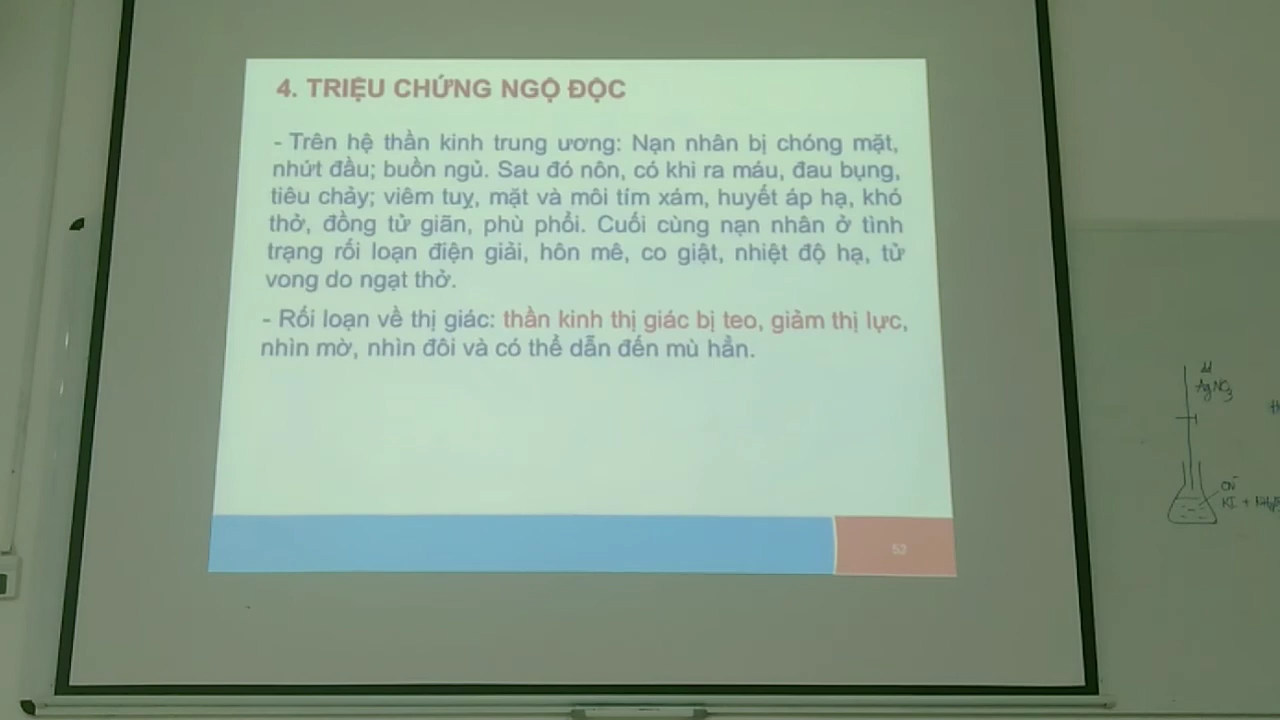 4. TRIỆU CHỨNG NGỘ ĐỘC
- Trên hệ thần kinh trung ương: Nạn nhân bị chóng mặt,
nhứt đầu; buồn ngủ. Sau đó nôn, có khi ra máu, đau bụng,
tiêu chảy; viêm tuỵ, mặt và môi tím xám, huyết áp hạ, khó
thở, đồng tử giãn, phù phổi. Cuối cùng nạn nhân ở tình
trạng rối loạn điện giải, hôn mê, co giật, nhiệt độ hạ, tử
vong do ngạt thở.
- Rối loạn về thị giác: thần kinh thị giác bị teo, giảm thị lực,
nhìn mờ, nhìn đôi và có thể dẫn đến mù hẳn.
53
dd
AgNO3
CN-
KI +